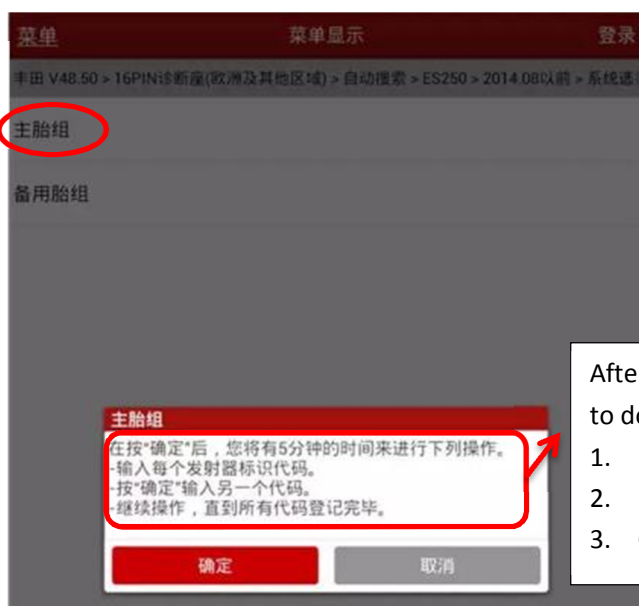 菜单 菜单显示 登录
丰田 V48.50 > 16PIN诊断座(欧洲及其他区域) > 自动搜索 > ES250 > 2014.08以前 > 系统选
主胎组
备用胎组
主胎组
在按“确定”后，您将有5分钟的时间来进行下列操作。
-输入每个发射器标识代码。
-按“确定”输入另一个代码。
-继续操作，直到所有代码登记完毕。
确定 取消
Afte
to d
1.
2.
3.